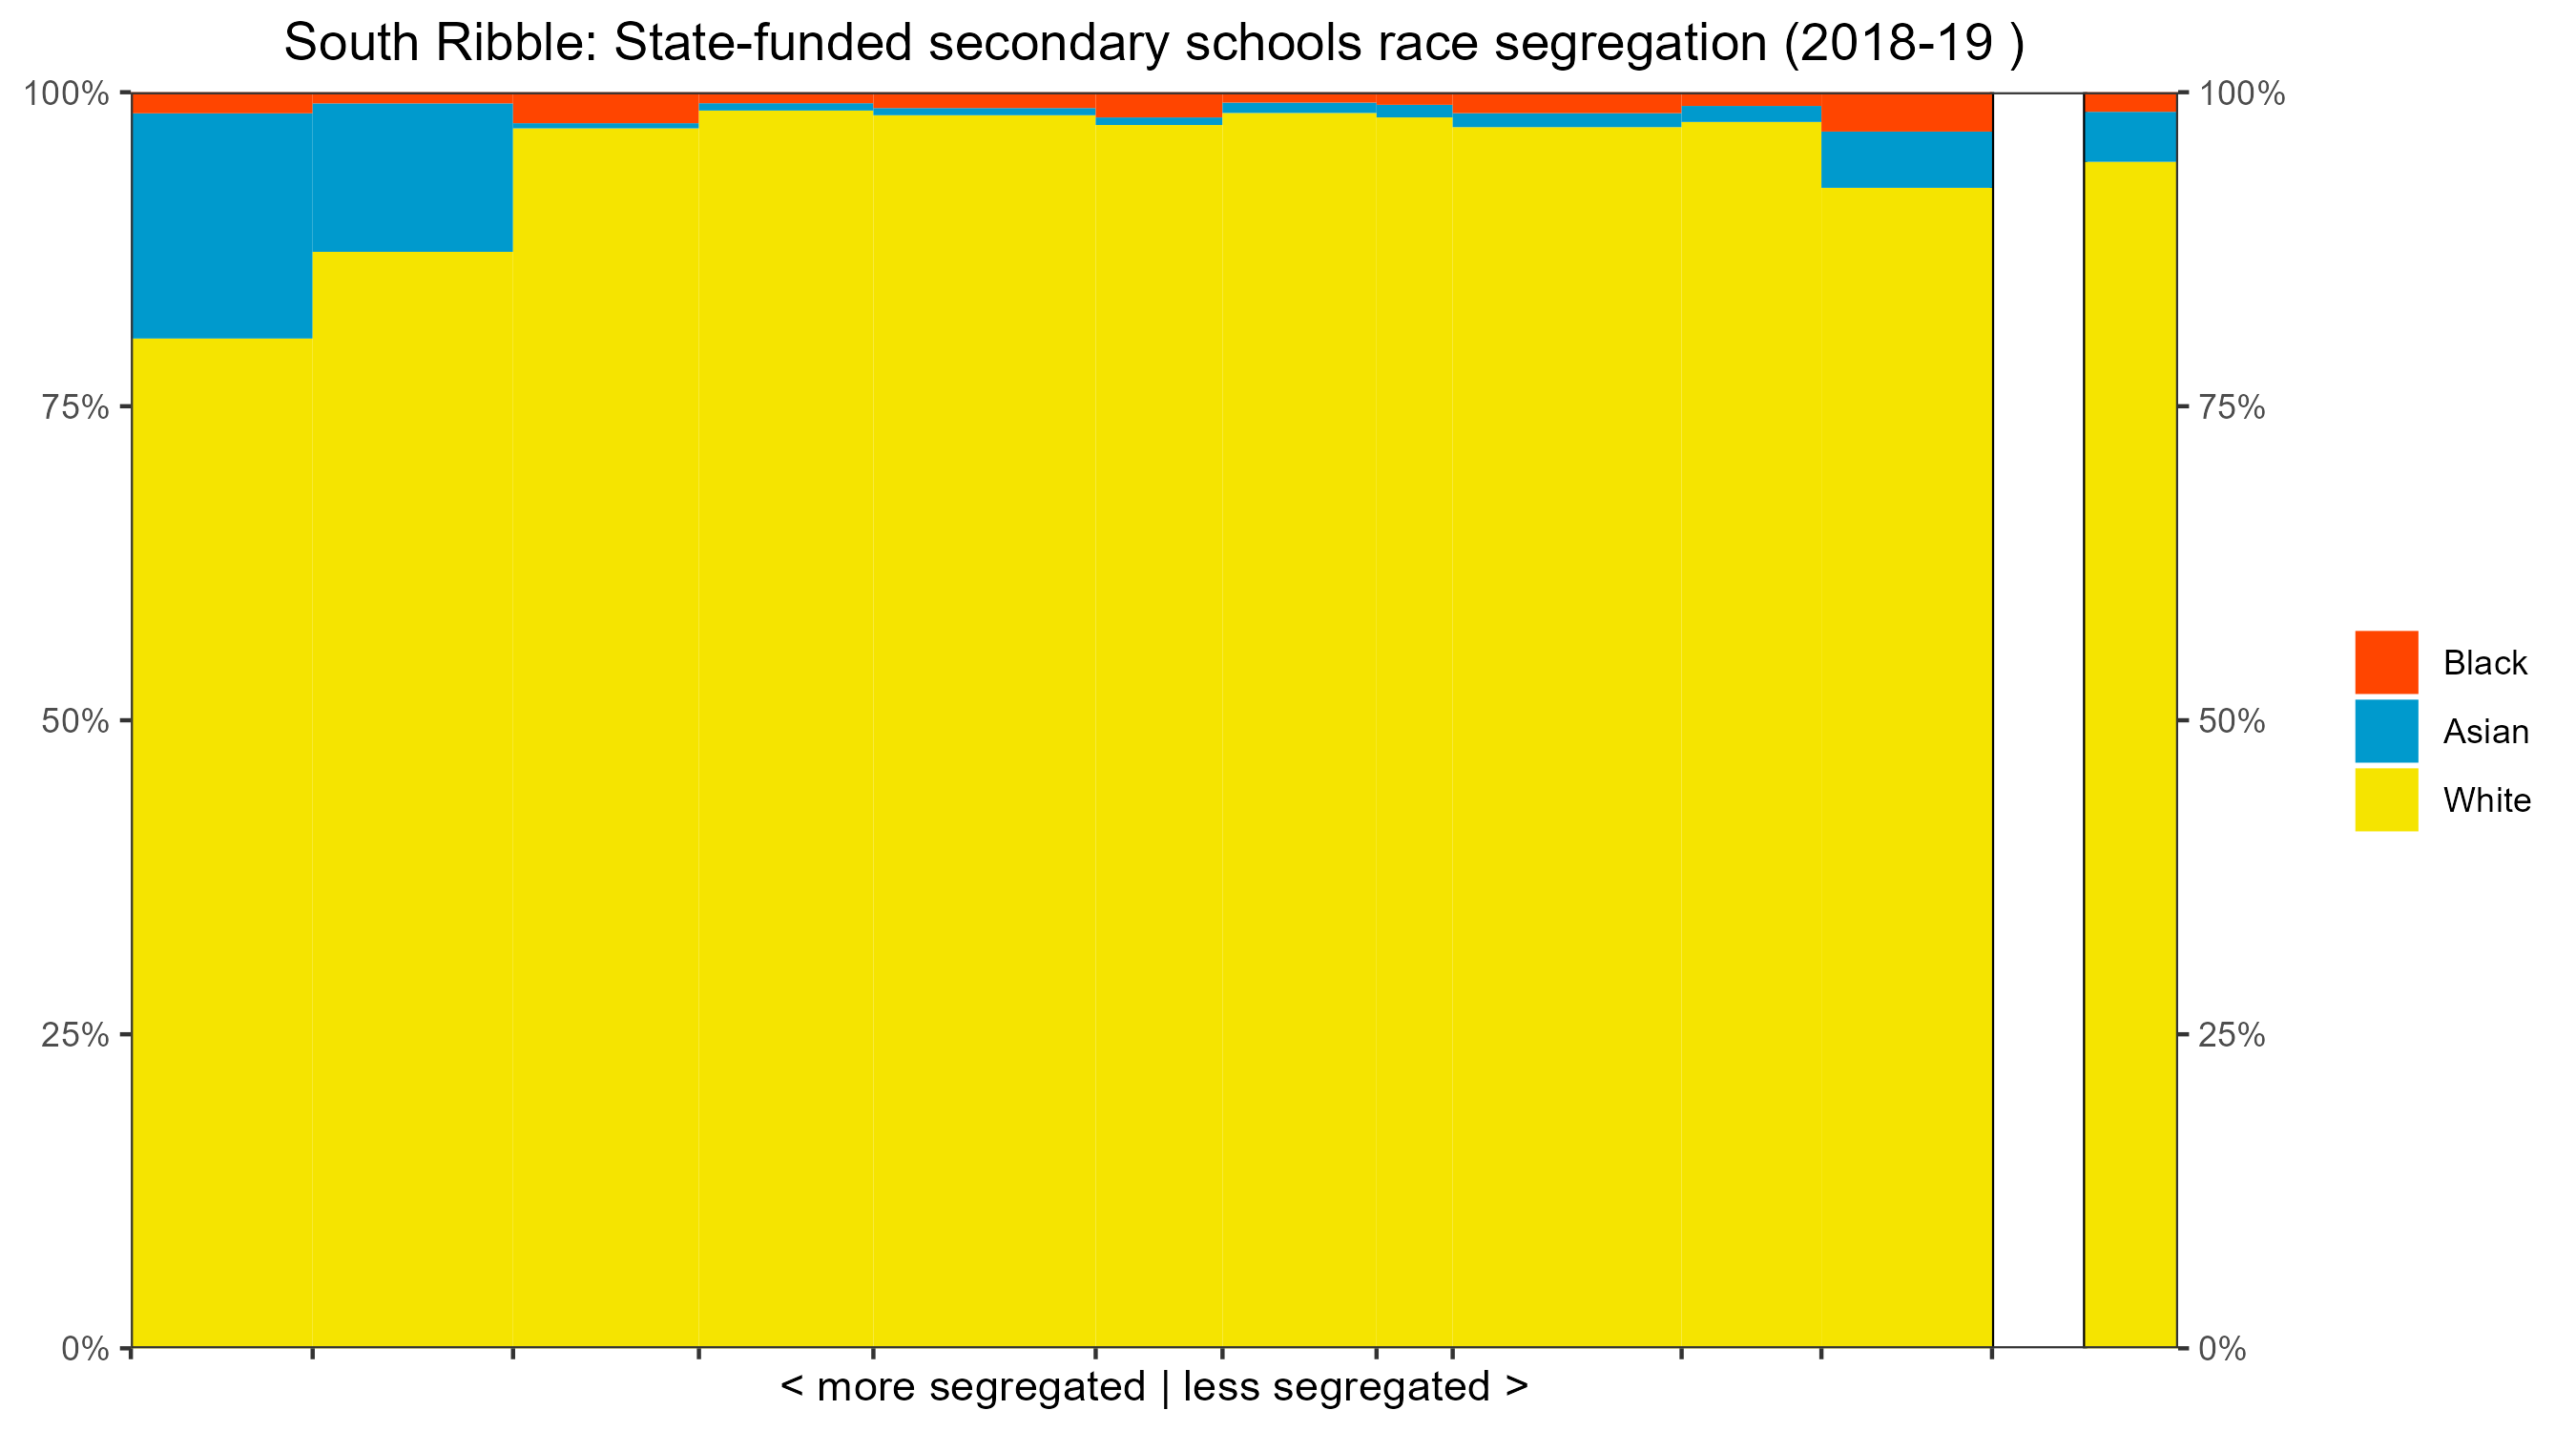 South Ribble: State-funded secondary schools race segregation (2018-19 )
100%
75%
50%
25%
0%
100%
75%
50%
25%
0%
Black
Asian
White
< more segregated | less segregated >